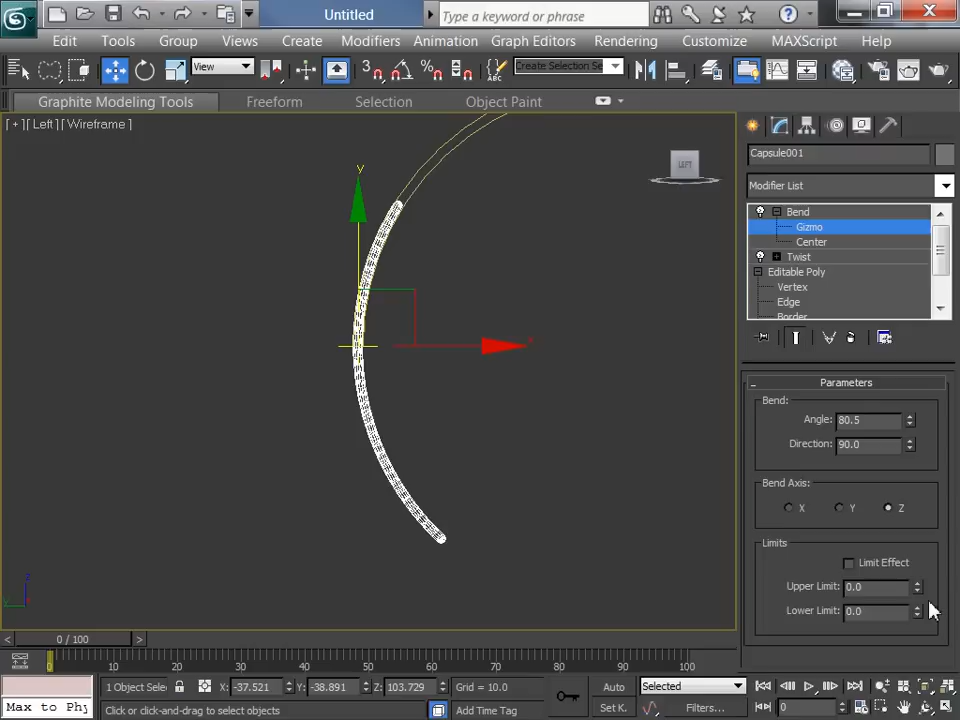 Untitled
Type a keyword or phrase
Edit Tools Group Views Create Modifiers Animation Graph Editors Rendering Customize MAXScript Help
View
ABC
Create Selection Se
Graphite Modeling Tools Freeform Selection Object Paint
[ + ] [ Left ] [ Wireframe ]
LEFT
y
x
Capsule001
Modifier List
Bend
Gizmo
Center
Twist
Editable Poly
Vertex
Edge
Border
Parameters
Bend:
Angle: 80.5
Direction: 90.0
Bend Axis:
X Y Z
Limits
Limit Effect
Upper Limit: 0.0
Lower Limit: 0.0
z
y
< 0 / 100 >
0 10 20 30 40 50 60 70 80 90 100
1 Object Sele X: -37.521 Y: -38.891 Z: 103.729 Grid = 10.0 Auto Selected
Max to Phy Click or click-and-drag to select objects Add Time Tag Set K. Filters... 0